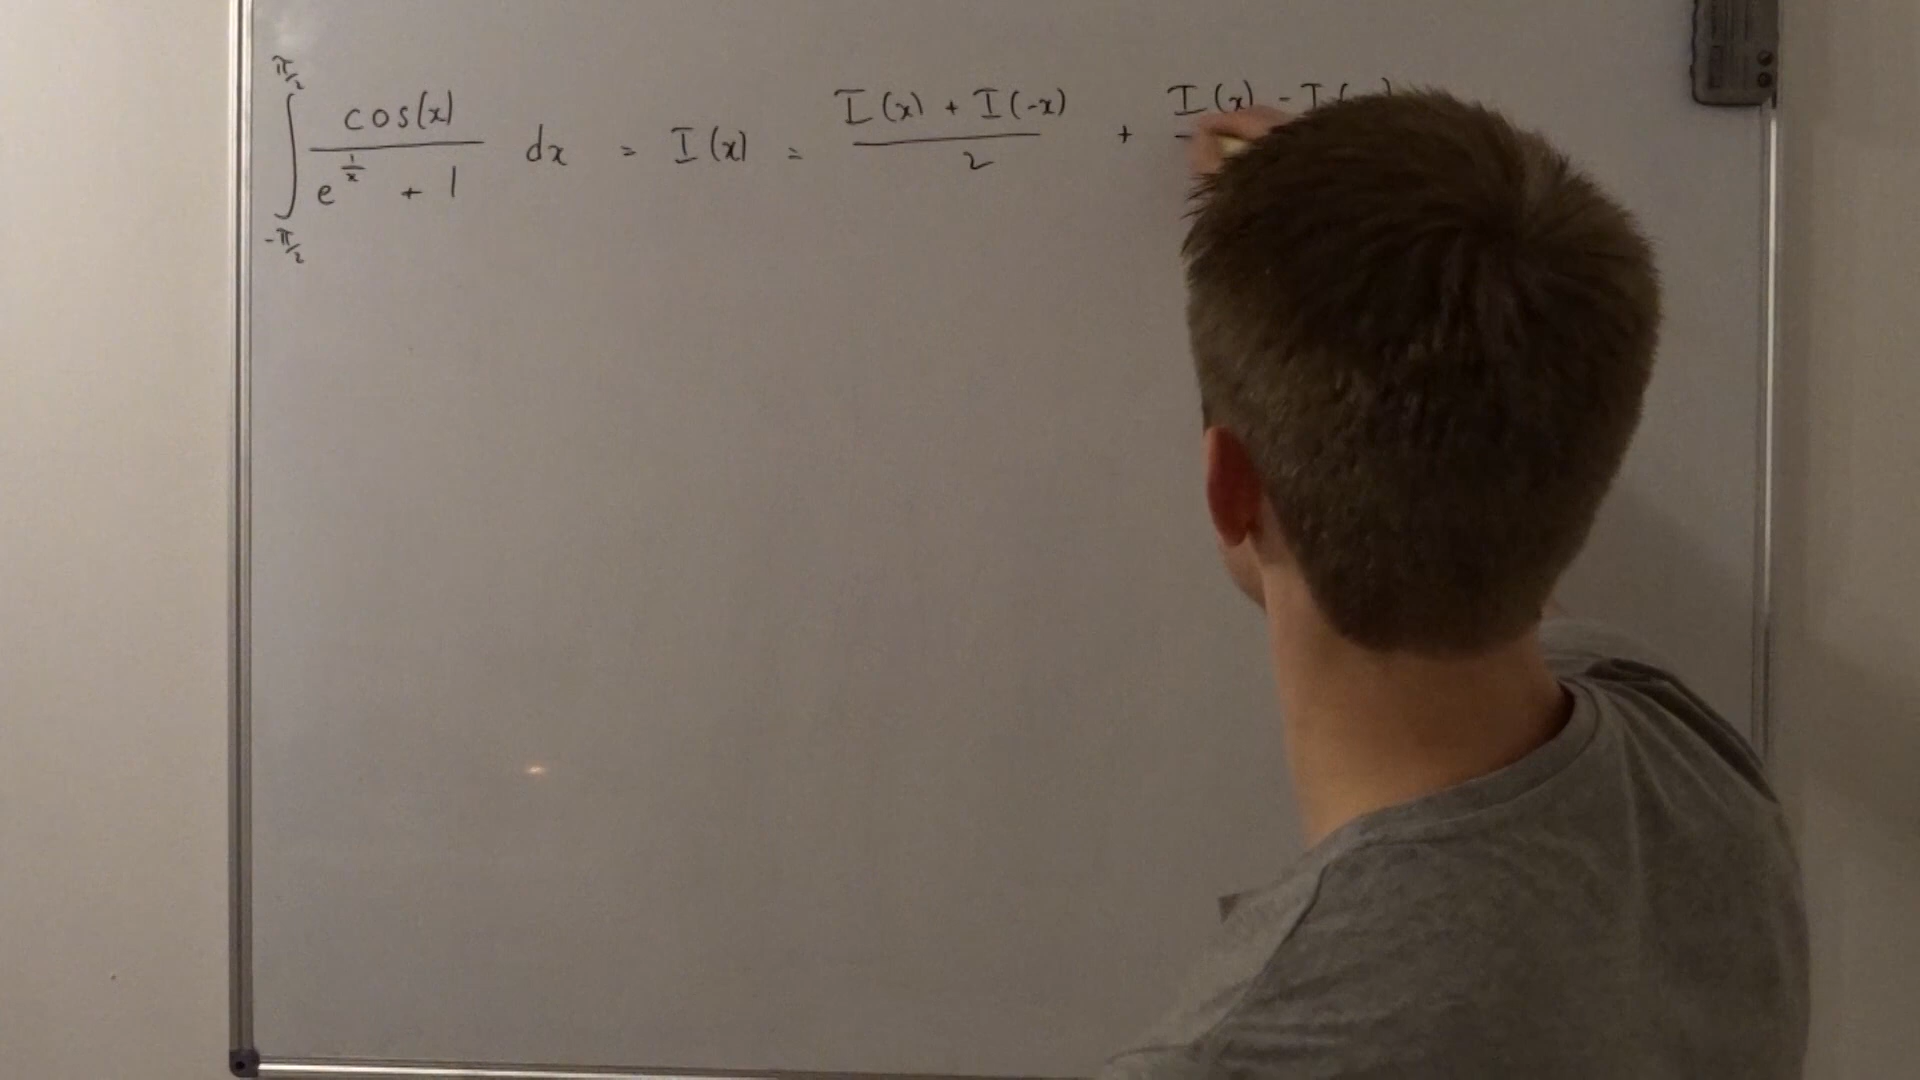 ∫_{-π/2}^{π/2} cos(x) / (e^{1/x} + 1) dx = I(x) = (I(x) + I(-x)) / 2 + I(x) - I(